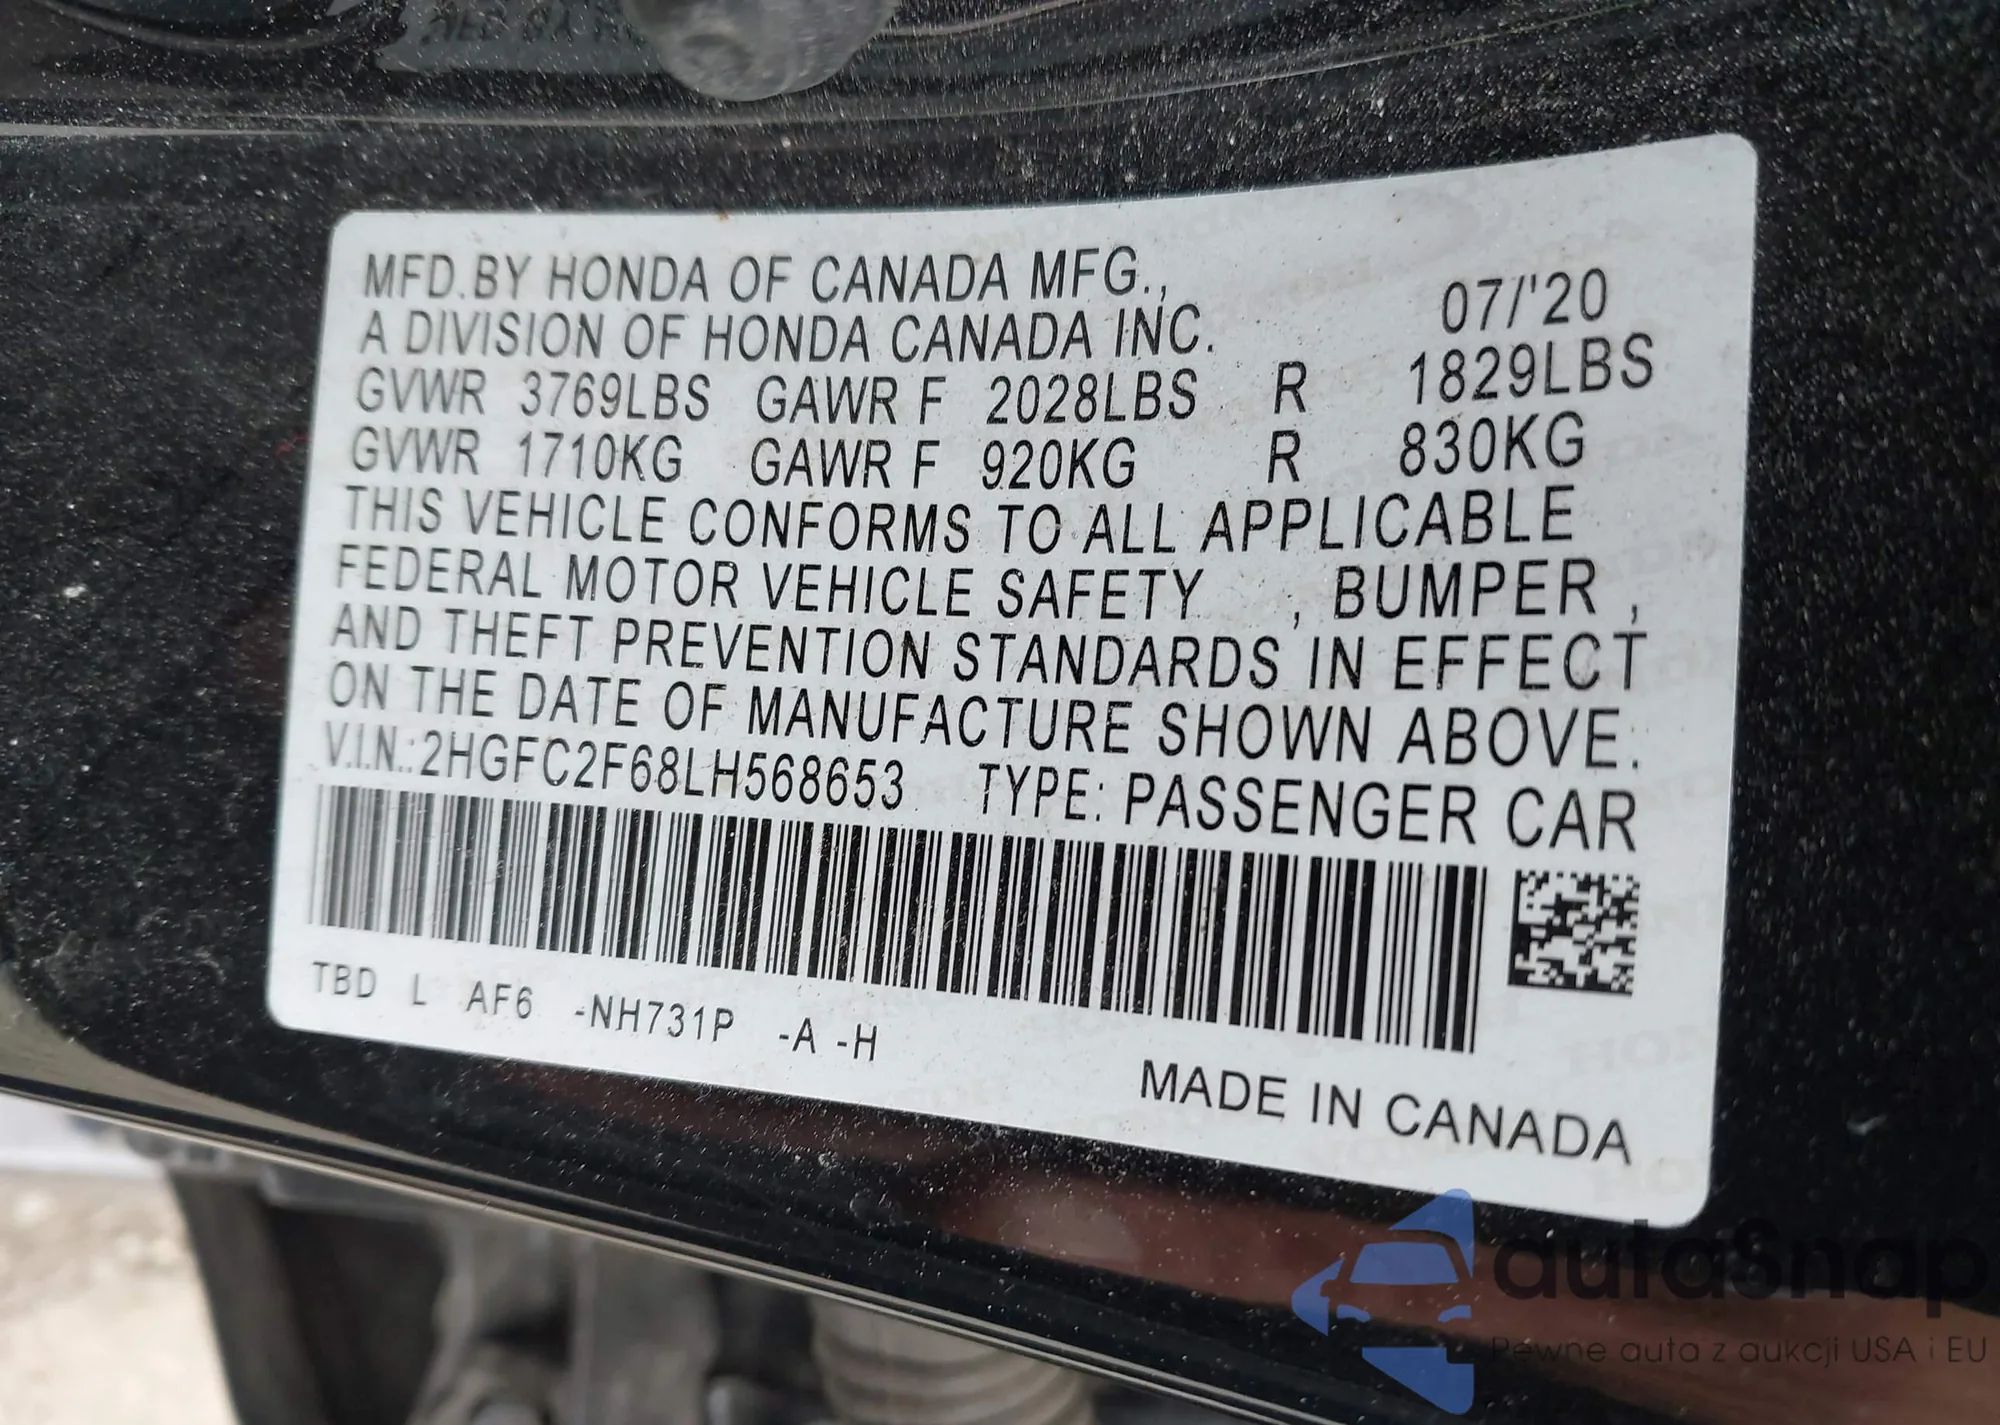 MFD.BY HONDA OF CANADA MFG.,
A DIVISION OF HONDA CANADA INC. 07/'20
GVWR 3769LBS GAWR F 2028LBS R 1829LBS
GVWR 1710KG GAWR F 920KG R 830KG
THIS VEHICLE CONFORMS TO ALL APPLICABLE
FEDERAL MOTOR VEHICLE SAFETY , BUMPER ,
AND THEFT PREVENTION STANDARDS IN EFFECT
ON THE DATE OF MANUFACTURE SHOWN ABOVE.
V.I.N.:2HGFC2F68LH568653 TYPE: PASSENGER CAR
TBD L AF6 -NH731P -A -H
MADE IN CANADA
autoSnap
Pewne auta z aukcji USA i EU